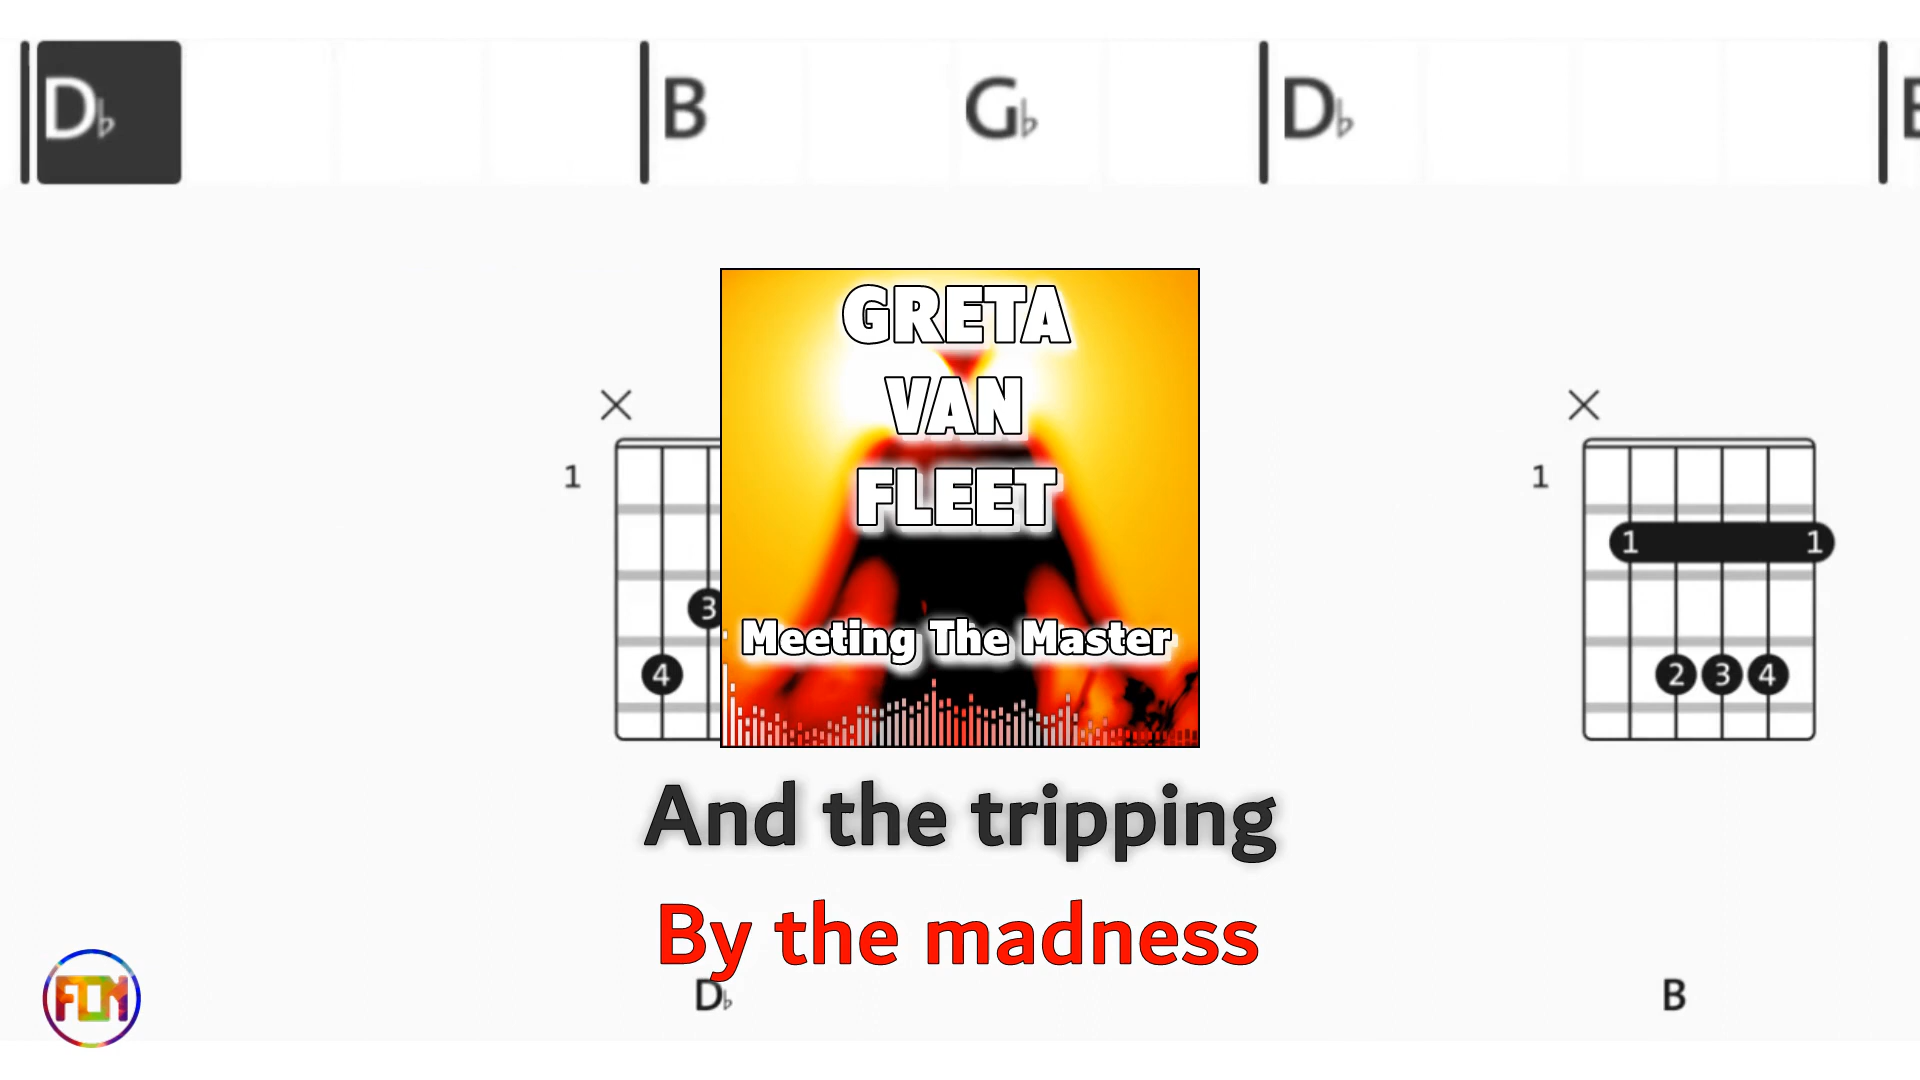 D♭ B G♭ D♭
GRETA
VAN
FLEET
1 1
1 1
3
Meeting The Master
4 2 3 4
And the tripping
By the madness
D♭ B
FCN